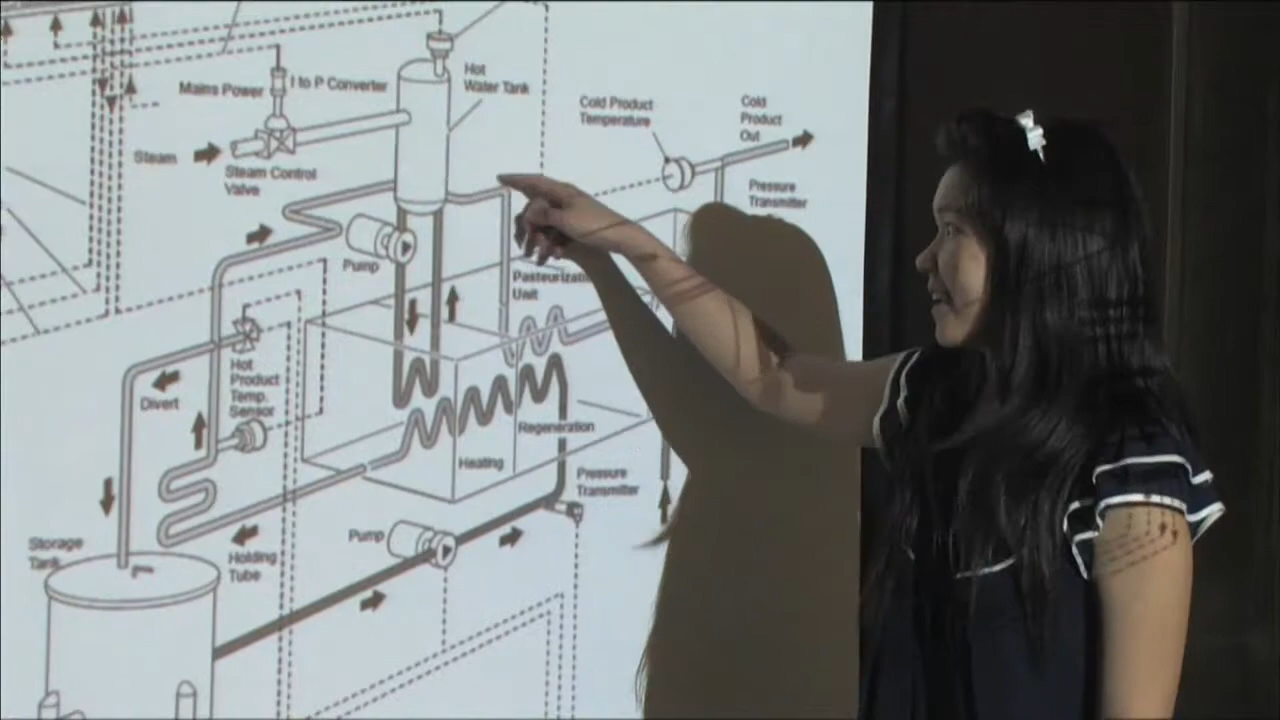 Hot
Water Tank
Mains Power
I to P Converter
Cold Product
Temperature
Cold
Product
Out
Steam
Steam Control
Valve
Pressure
Transmitter
Pump
Unit
Hot
Product
Temp.
Sensor
Divert
Regeneration
Heating
Pressure
Transmitter
Pump
Storage
Tank
Holding
Tube